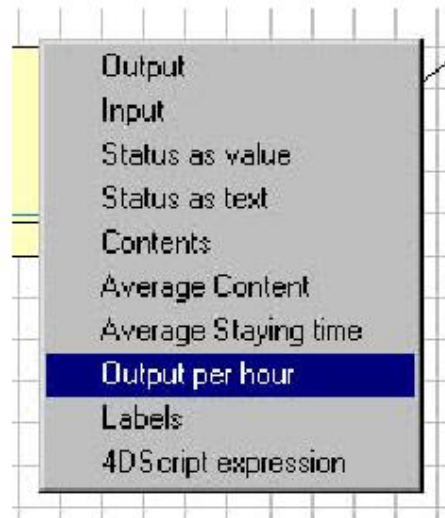 Output
Input
Status as value
Status as text
Contents
Average Content
Average Staying time
Output per hour
Labels
4DScript expression